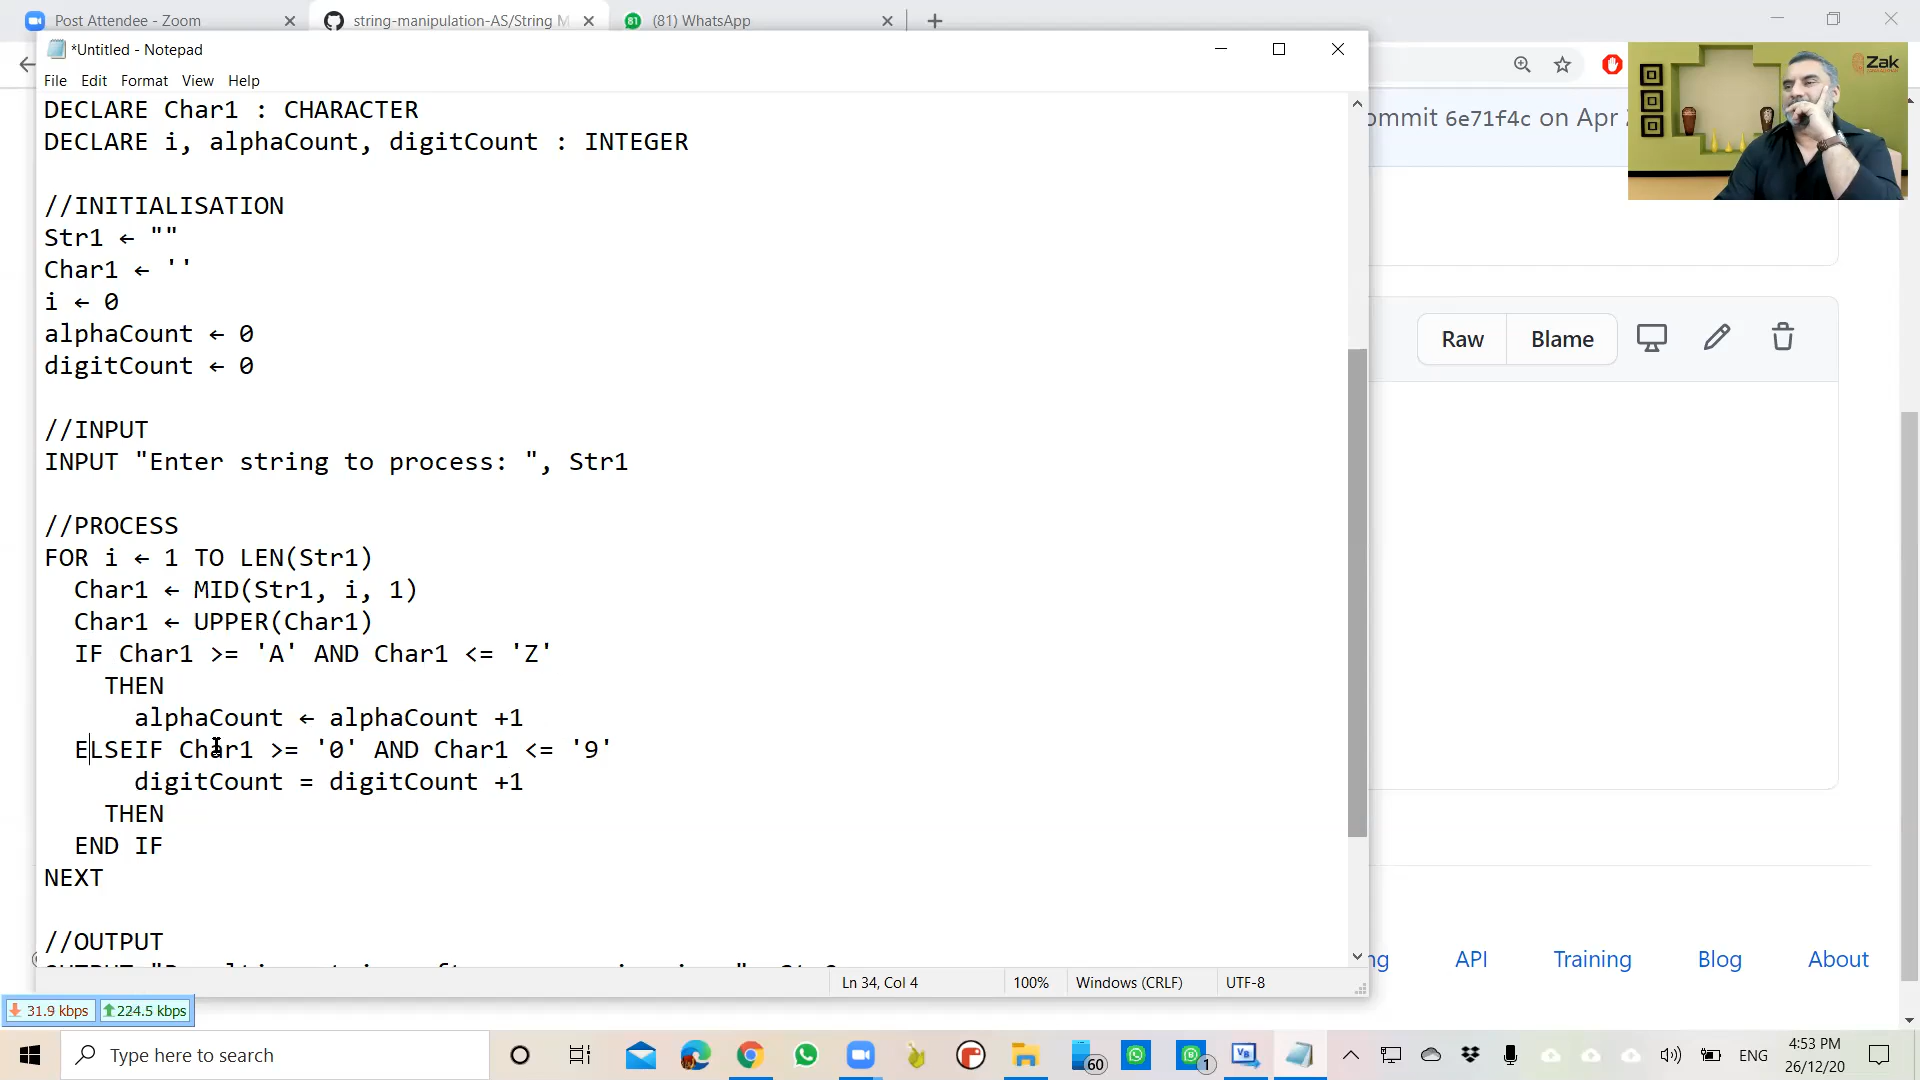 Post Attendee - Zoom
string-manipulation-AS/String M
(81) WhatsApp
*Untitled - Notepad
File Edit Format View Help
DECLARE Char1 : CHARACTER
DECLARE i, alphaCount, digitCount : INTEGER
//INITIALISATION
Str1 ← ""
Char1 ← ''
i ← 0
alphaCount ← 0
digitCount ← 0
//INPUT
INPUT "Enter string to process: ", Str1
//PROCESS
FOR i ← 1 TO LEN(Str1)
Char1 ← MID(Str1, i, 1)
Char1 ← UPPER(Char1)
IF Char1 >= 'A' AND Char1 <= 'Z'
THEN
alphaCount ← alphaCount +1
ELSEIF Char1 >= '0' AND Char1 <= '9'
digitCount = digitCount +1
THEN
END IF
NEXT
//OUTPUT
Ln 34, Col 4 100% Windows (CRLF) UTF-8
ommit 6e71f4c on Apr
Zak
Raw Blame
ng API Training Blog About
31.9 kbps 224.5 kbps
Type here to search
60
1
ENG
4:53 PM
26/12/20